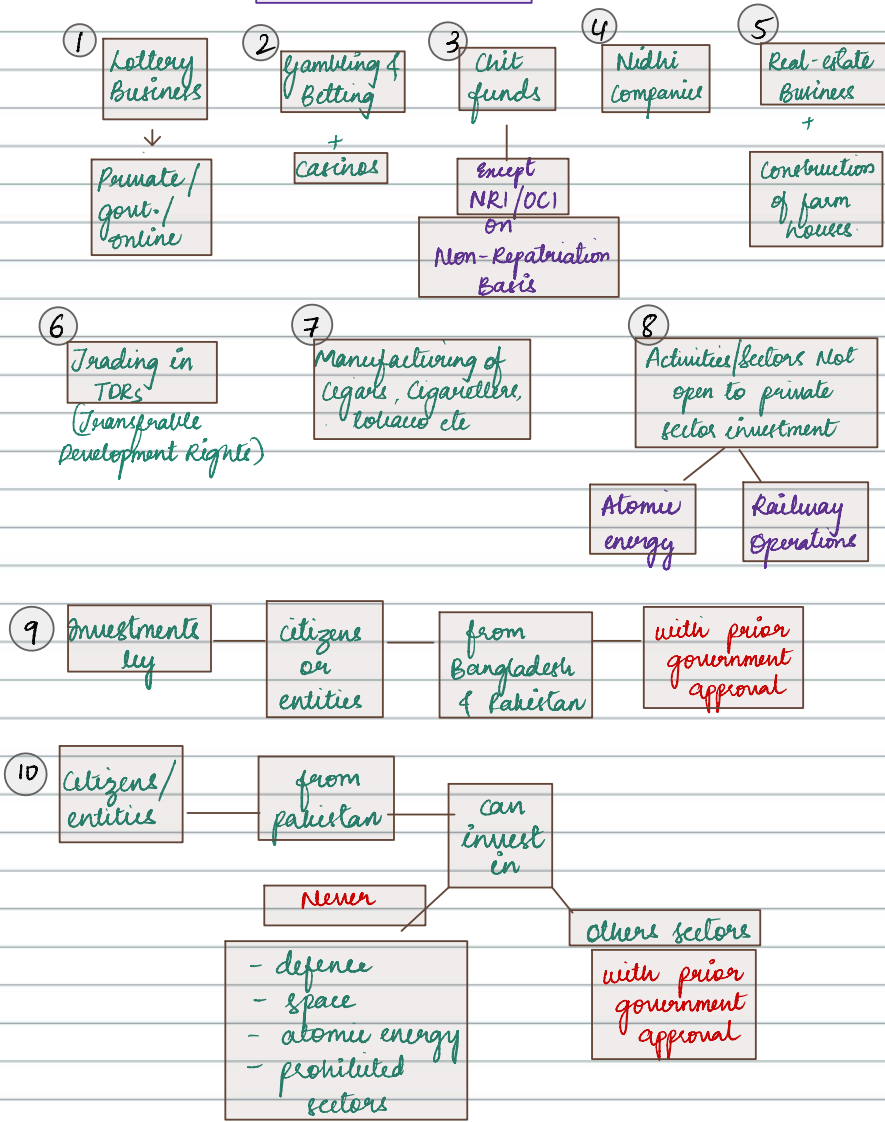 1
Lottery
Business
Private/
govt./
online
2
Gambling &
Betting
+
Casinos
3
Chit
funds
Except
NRI/OCI
on
Non-Repatriation
Basis
4
Nidhi
Companies
5
Real-estate
Business
+
Construction
of farm
houses
6
Trading in
TDRs
(Transferable
Development Rights)
7
Manufacturing of
Cigars, Cigarettes,
tobacco etc
8
Activities/Sectors Not
open to private
sector investment
Atomic
energy
Railway
Operations
9
Investments
by
citizens
or
entities
from
Bangladesh
& Pakistan
with prior
government
approval
10
Citizens/
entities
from
pakistan
can
invest
in
Never
- defence
- space
- atomic energy
- prohibited
sectors
others sectors
with prior
government
approval